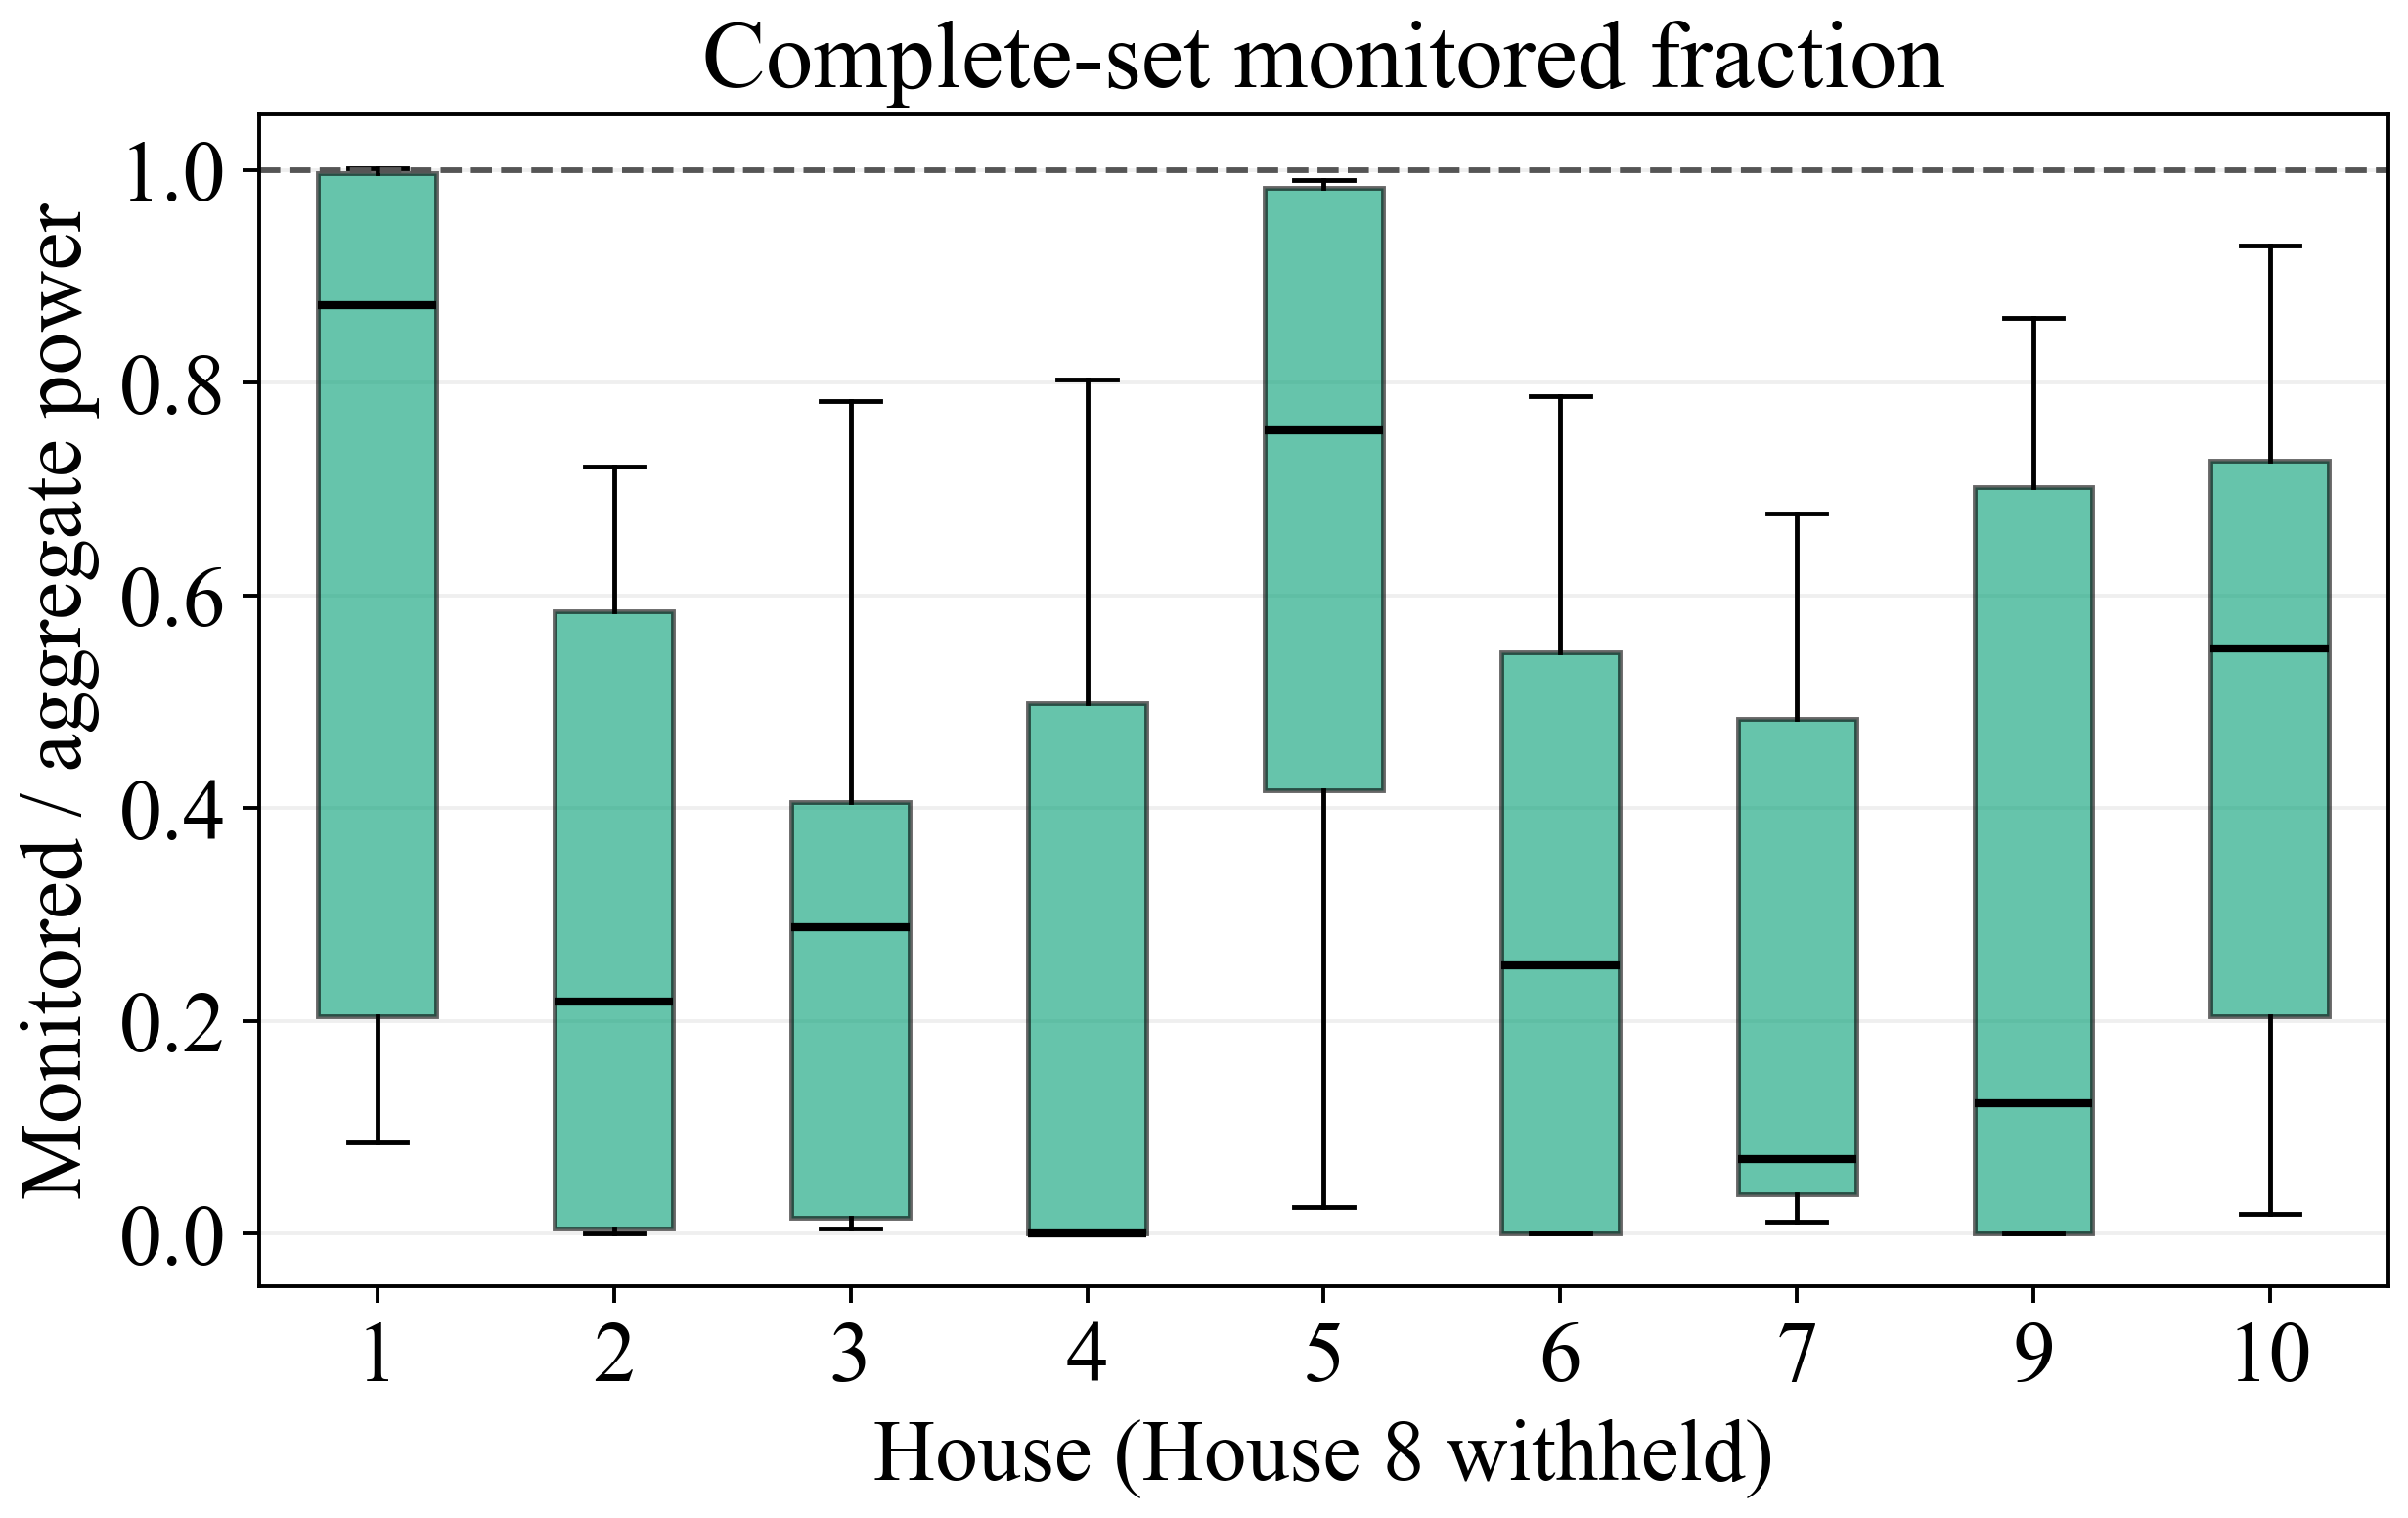 Complete-set monitored fraction
Monitored / aggregate power
1.0
0.8
0.6
0.4
0.2
0.0
1 2 3 4 5 6 7 9 10
House (House 8 withheld)